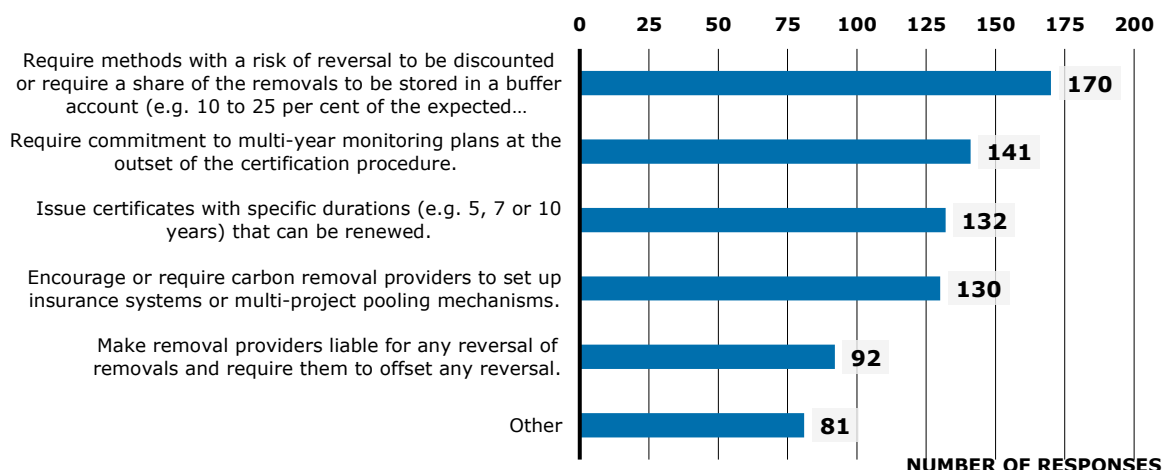 0 25 50 75 100 125 150 175 200
Require methods with a risk of reversal to be discounted
or require a share of the removals to be stored in a buffer
account (e.g. 10 to 25 per cent of the expected…
170
Require commitment to multi-year monitoring plans at the
outset of the certification procedure.
141
Issue certificates with specific durations (e.g. 5, 7 or 10
years) that can be renewed.
132
Encourage or require carbon removal providers to set up
insurance systems or multi-project pooling mechanisms.
130
Make removal providers liable for any reversal of
removals and require them to offset any reversal.
92
Other
81
NUMBER OF RESPONSES